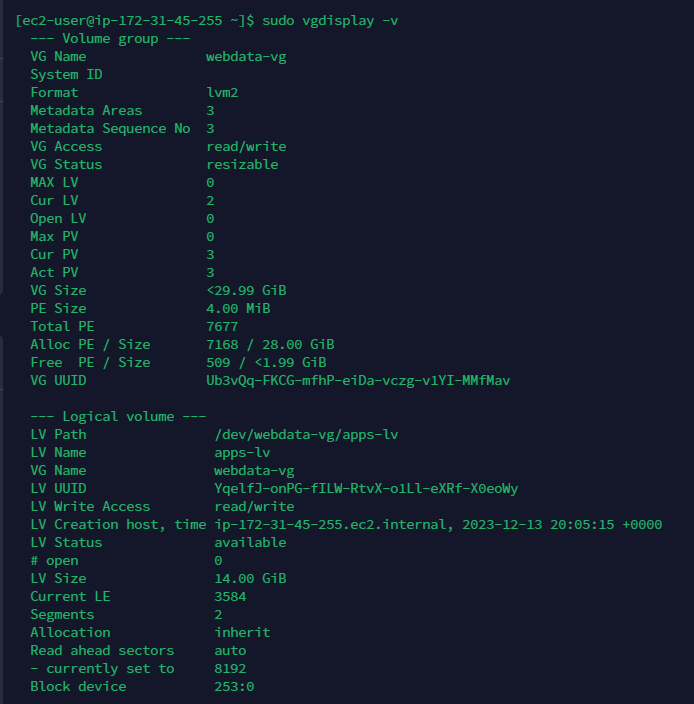 [ec2-user@ip-172-31-45-255 ~]$ sudo vgdisplay -v
--- Volume group ---
VG Name               webdata-vg
System ID
Format                lvm2
Metadata Areas        3
Metadata Sequence No  3
VG Access             read/write
VG Status             resizable
MAX LV                0
Cur LV                2
Open LV               0
Max PV                0
Cur PV                3
Act PV                3
VG Size               <29.99 GiB
PE Size               4.00 MiB
Total PE              7677
Alloc PE / Size       7168 / 28.00 GiB
Free  PE / Size       509 / <1.99 GiB
VG UUID               Ub3vQq-FKCG-mfhP-eiDa-vczg-v1YI-MMfMav
--- Logical volume ---
LV Path                /dev/webdata-vg/apps-lv
LV Name                apps-lv
VG Name                webdata-vg
LV UUID                YqelfJ-onPG-fILW-RtvX-o1Ll-eXRf-X0eoWy
LV Write Access        read/write
LV Creation host, time ip-172-31-45-255.ec2.internal, 2023-12-13 20:05:15 +0000
LV Status              available
# open                 0
LV Size                14.00 GiB
Current LE             3584
Segments               2
Allocation             inherit
Read ahead sectors     auto
- currently set to     8192
Block device           253:0